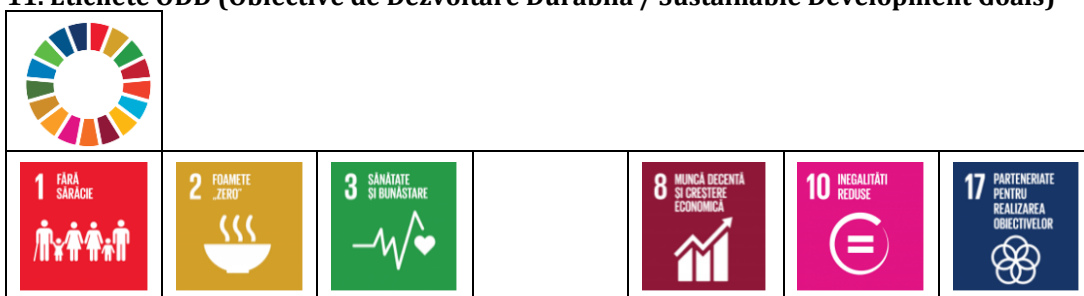 11. Etichete ODD (Obiective de Dezvoltare Durabilă / Sustainable Development Goals)
1 FĂRĂ
SĂRĂCIE
2 FOAMETE
„ZERO”
3 SĂNĂTATE
ȘI BUNĂSTARE
8 MUNCĂ DECENTĂ
ȘI CREȘTERE
ECONOMICĂ
10 INEGALITĂȚI
REDUSE
17 PARTENERIATE
PENTRU
REALIZAREA
OBIECTIVELOR